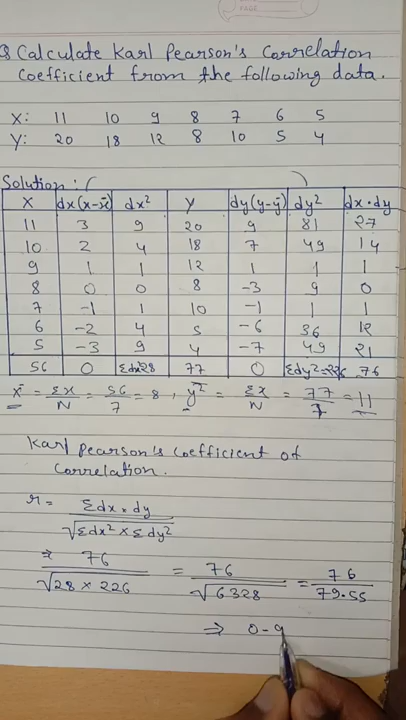 PAGE
Q Calculate Karl Pearson's Correlation
Coefficient from the following data.
X: 11 10 9 8 7 6 5
Y: 20 18 12 8 10 5 4
Solution :
X dx(x-x̄) dx² Y dy(y-ȳ) dy² dx·dy
11 3 9 20 9 81 27
10 2 4 18 7 49 14
9 1 1 12 1 1 1
8 0 0 8 -3 9 0
7 -1 1 10 -1 1 1
6 -2 4 5 -6 36 12
5 -3 9 4 -7 49 21
56 0 Σdx²28 77 0 Σdy²=226 76
x̄ = Σx/N = 56/7 = 8 , ȳ = Σx/N = 77/7 = 11
Karl Pearson's Coefficient of
Correlation.
r = Σdx.dy / √Σdx² × Σdy²
⇒ 76 / √28 × 226 = 76 / √6328 = 76 / 79.55
⇒ 0-9